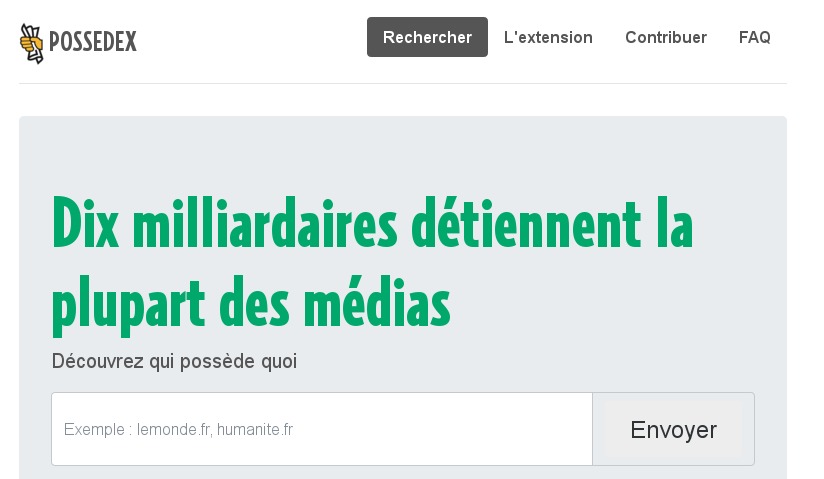 POSSEDEX
Rechercher
L'extension
Contribuer
FAQ
Dix milliardaires détiennent la
plupart des médias
Découvrez qui possède quoi
Exemple : lemonde.fr, humanite.fr
Envoyer